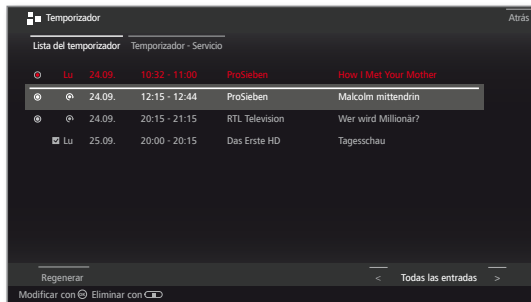 Temporizador Atrás
Lista del temporizador Temporizador - Servicio
Lu 24.09. 10:32 - 11:00 ProSieben How I Met Your Mother
24.09. 12:15 - 12:44 ProSieben Malcolm mittendrin
24.09. 20:15 - 21:15 RTL Television Wer wird Millionär?
Lu 25.09. 20:00 - 20:15 Das Erste HD Tagesschau
Regenerar < Todas las entradas >
Modificar con OK Eliminar con